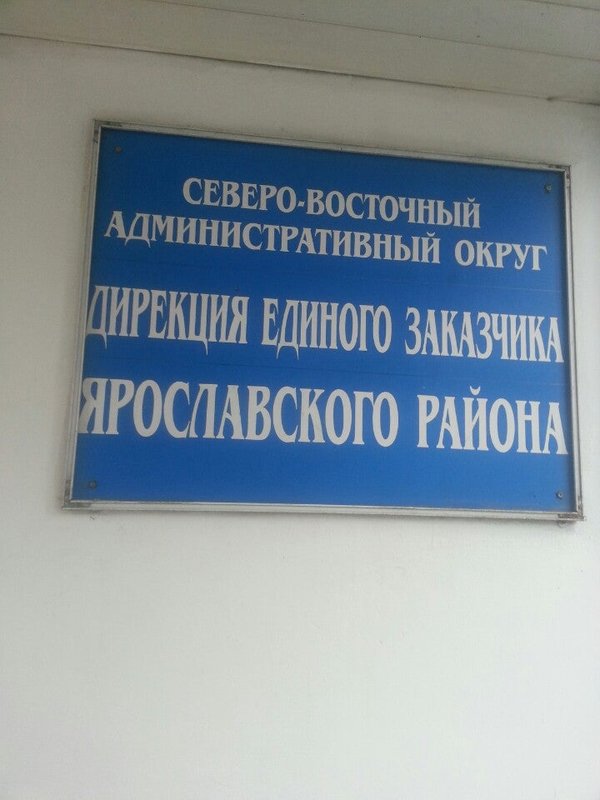 СЕВЕРО-ВОСТОЧНЫЙ
АДМИНИСТРАТИВНЫЙ ОКРУГ
ДИРЕКЦИЯ ЕДИНОГО ЗАКАЗЧИКА
ЯРОСЛАВСКОГО РАЙОНА